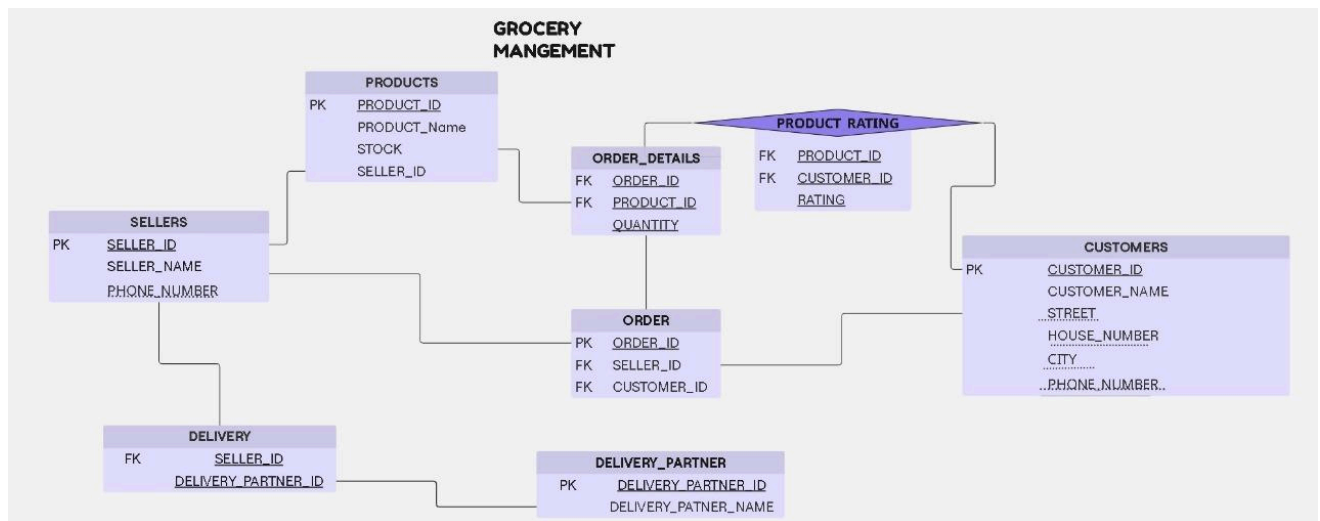 GROCERY
MANGEMENT
PRODUCTS
PK PRODUCT_ID
PRODUCT_Name
STOCK
SELLER_ID
PRODUCT RATING
FK PRODUCT_ID
FK CUSTOMER_ID
RATING
ORDER_DETAILS
FK ORDER_ID
FK PRODUCT_ID
QUANTITY
SELLERS
PK SELLER_ID
SELLER_NAME
PHONE_NUMBER
CUSTOMERS
PK CUSTOMER_ID
CUSTOMER_NAME
STREET
HOUSE_NUMBER
CITY
PHONE_NUMBER
ORDER
PK ORDER_ID
FK SELLER_ID
FK CUSTOMER_ID
DELIVERY
FK SELLER_ID
DELIVERY_PARTNER_ID
DELIVERY_PARTNER
PK DELIVERY_PARTNER_ID
DELIVERY_PATNER_NAME